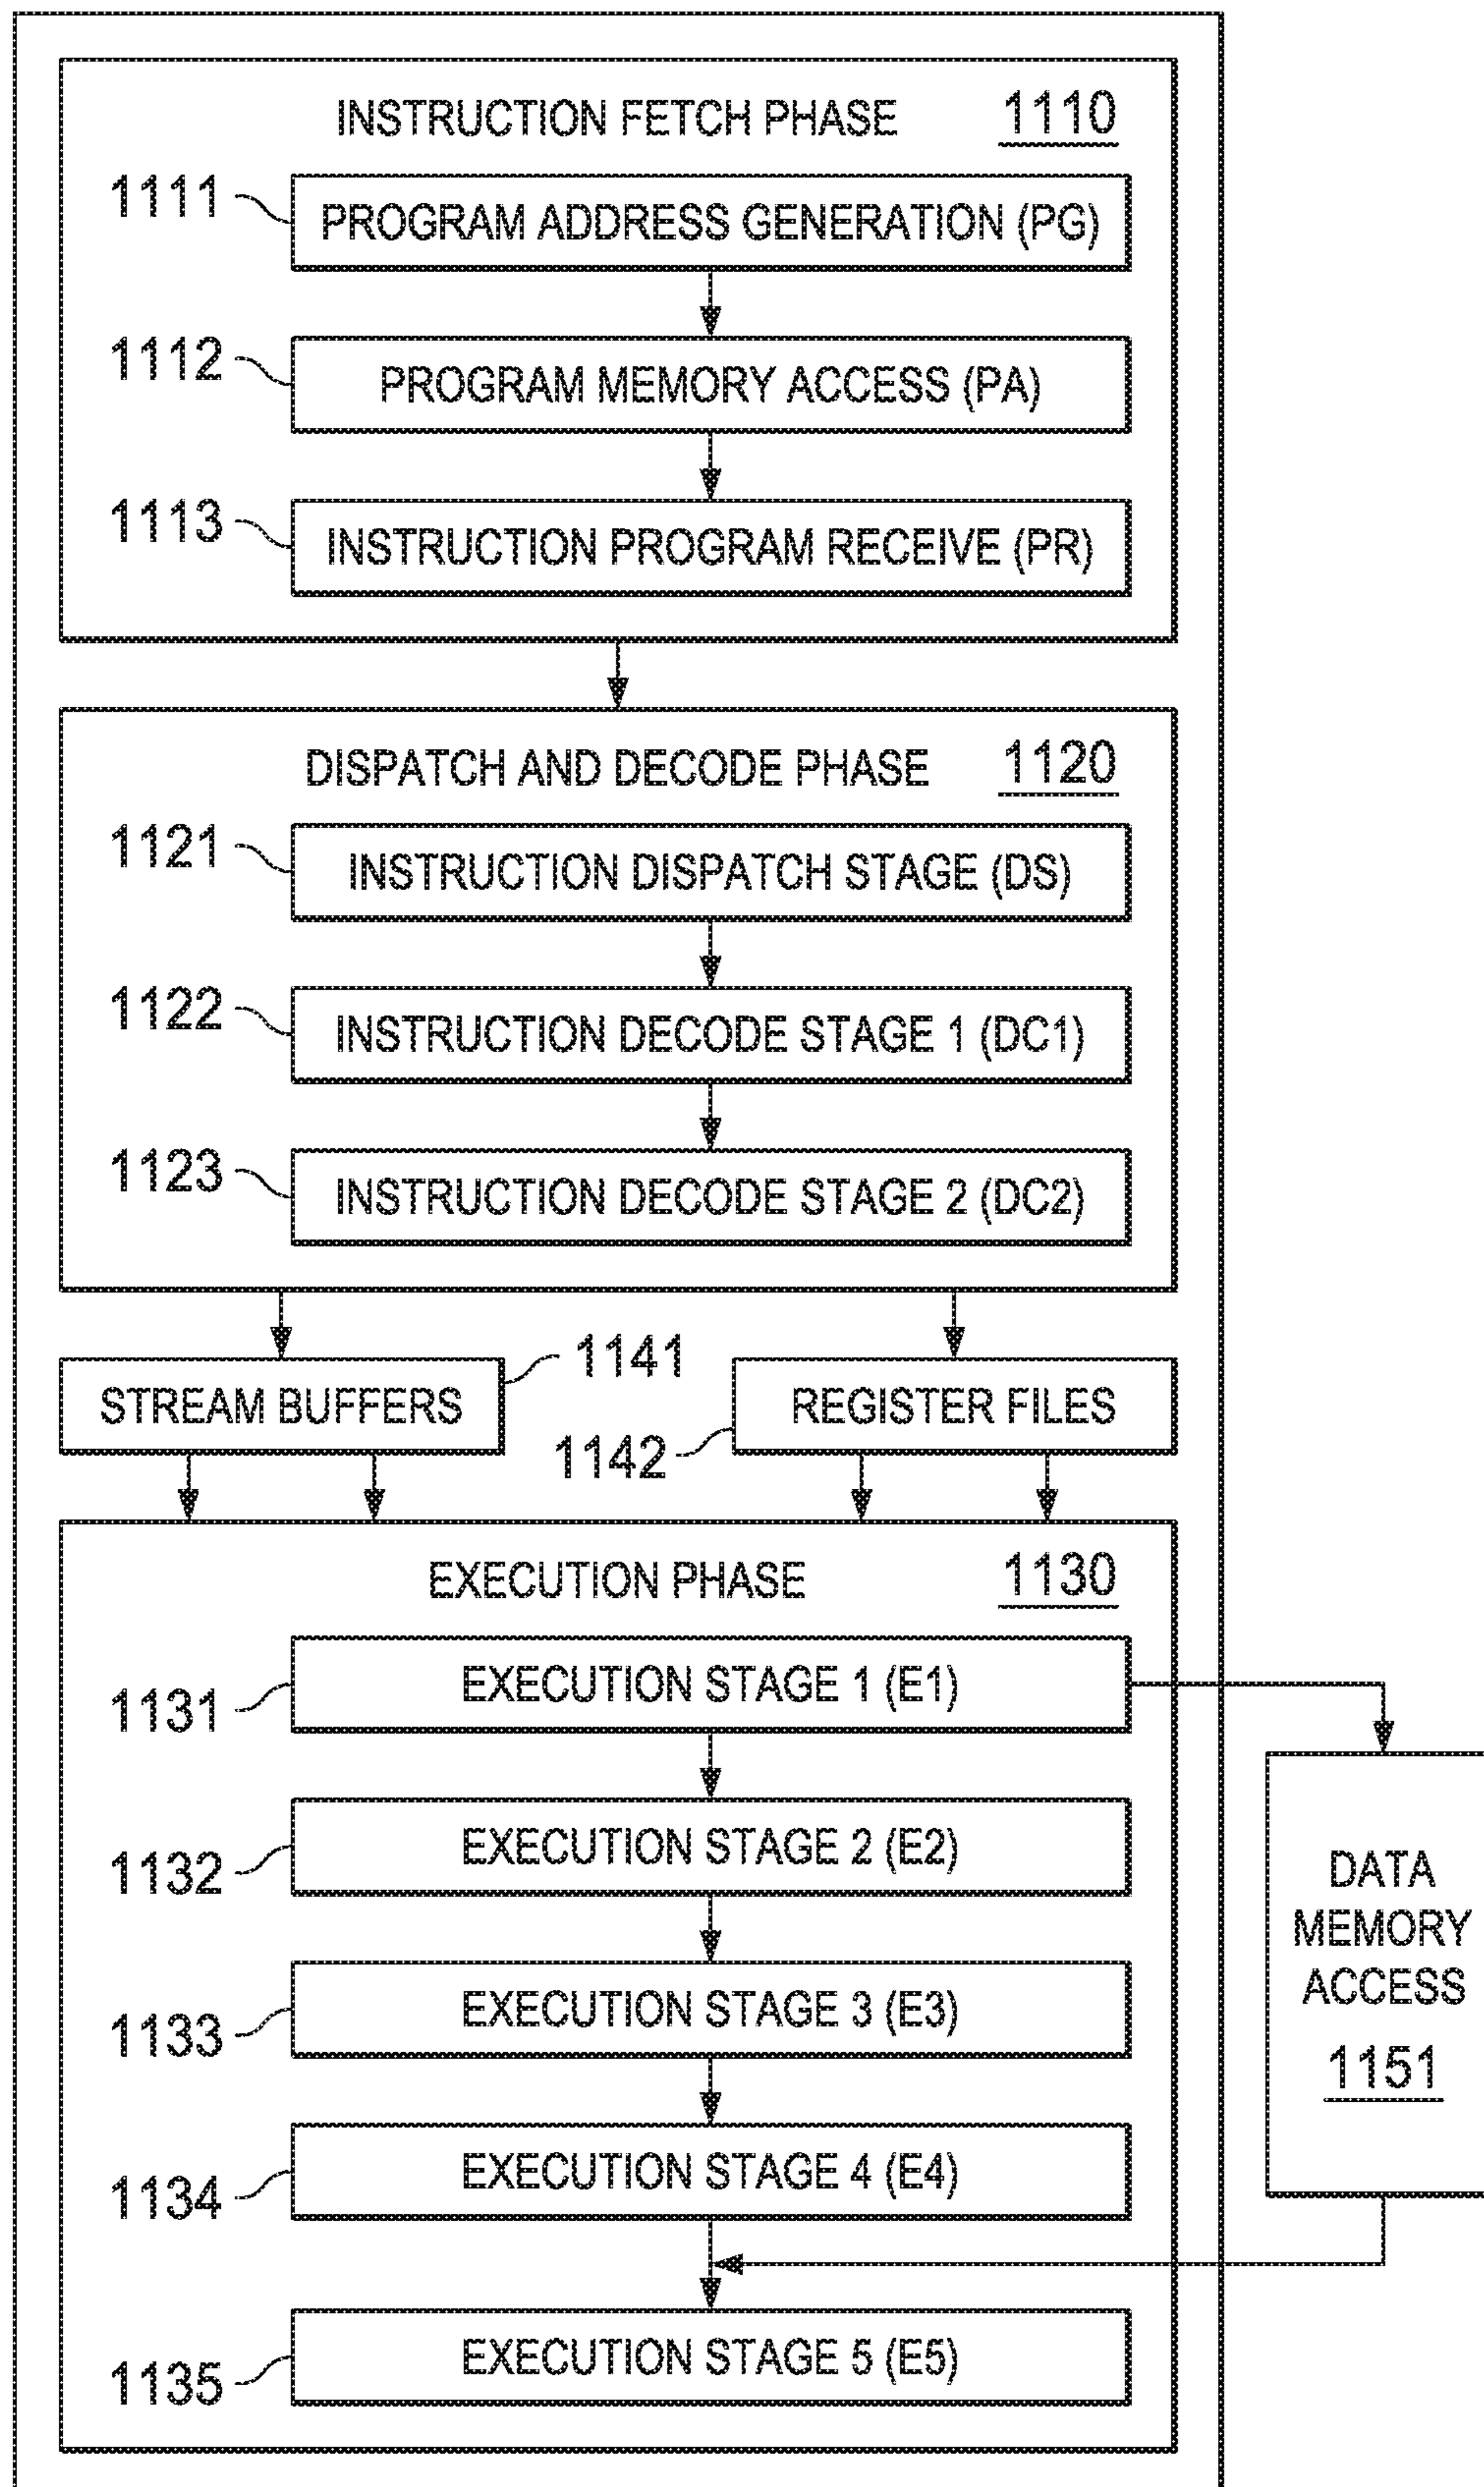 INSTRUCTION FETCH PHASE 1110
1111 PROGRAM ADDRESS GENERATION (PG)
1112 PROGRAM MEMORY ACCESS (PA)
1113 INSTRUCTION PROGRAM RECEIVE (PR)
DISPATCH AND DECODE PHASE 1120
1121 INSTRUCTION DISPATCH STAGE (DS)
1122 INSTRUCTION DECODE STAGE 1 (DC1)
1123 INSTRUCTION DECODE STAGE 2 (DC2)
STREAM BUFFERS 1141
1142 REGISTER FILES
EXECUTION PHASE 1130
1131 EXECUTION STAGE 1 (E1)
1132 EXECUTION STAGE 2 (E2)
1133 EXECUTION STAGE 3 (E3)
1134 EXECUTION STAGE 4 (E4)
1135 EXECUTION STAGE 5 (E5)
DATA
MEMORY
ACCESS
1151